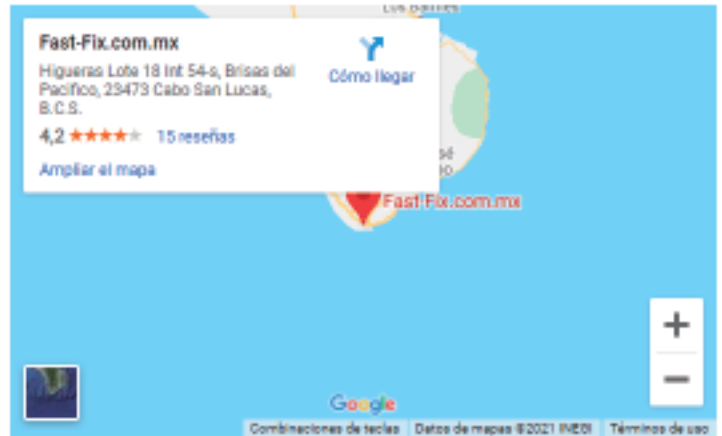 Los Barriles
Fast-Fix.com.mx
Higueras Lote 18 Int 54-s, Brisas del
Pacífico, 23473 Cabo San Lucas,
B.C.S.
4,2
15 reseñas
Ampliar el mapa
Cómo llegar
sé
o
Fast-Fix.com.mx
Google
Combinaciones de teclas
Datos de mapas ©2021 INEGI
Términos de uso